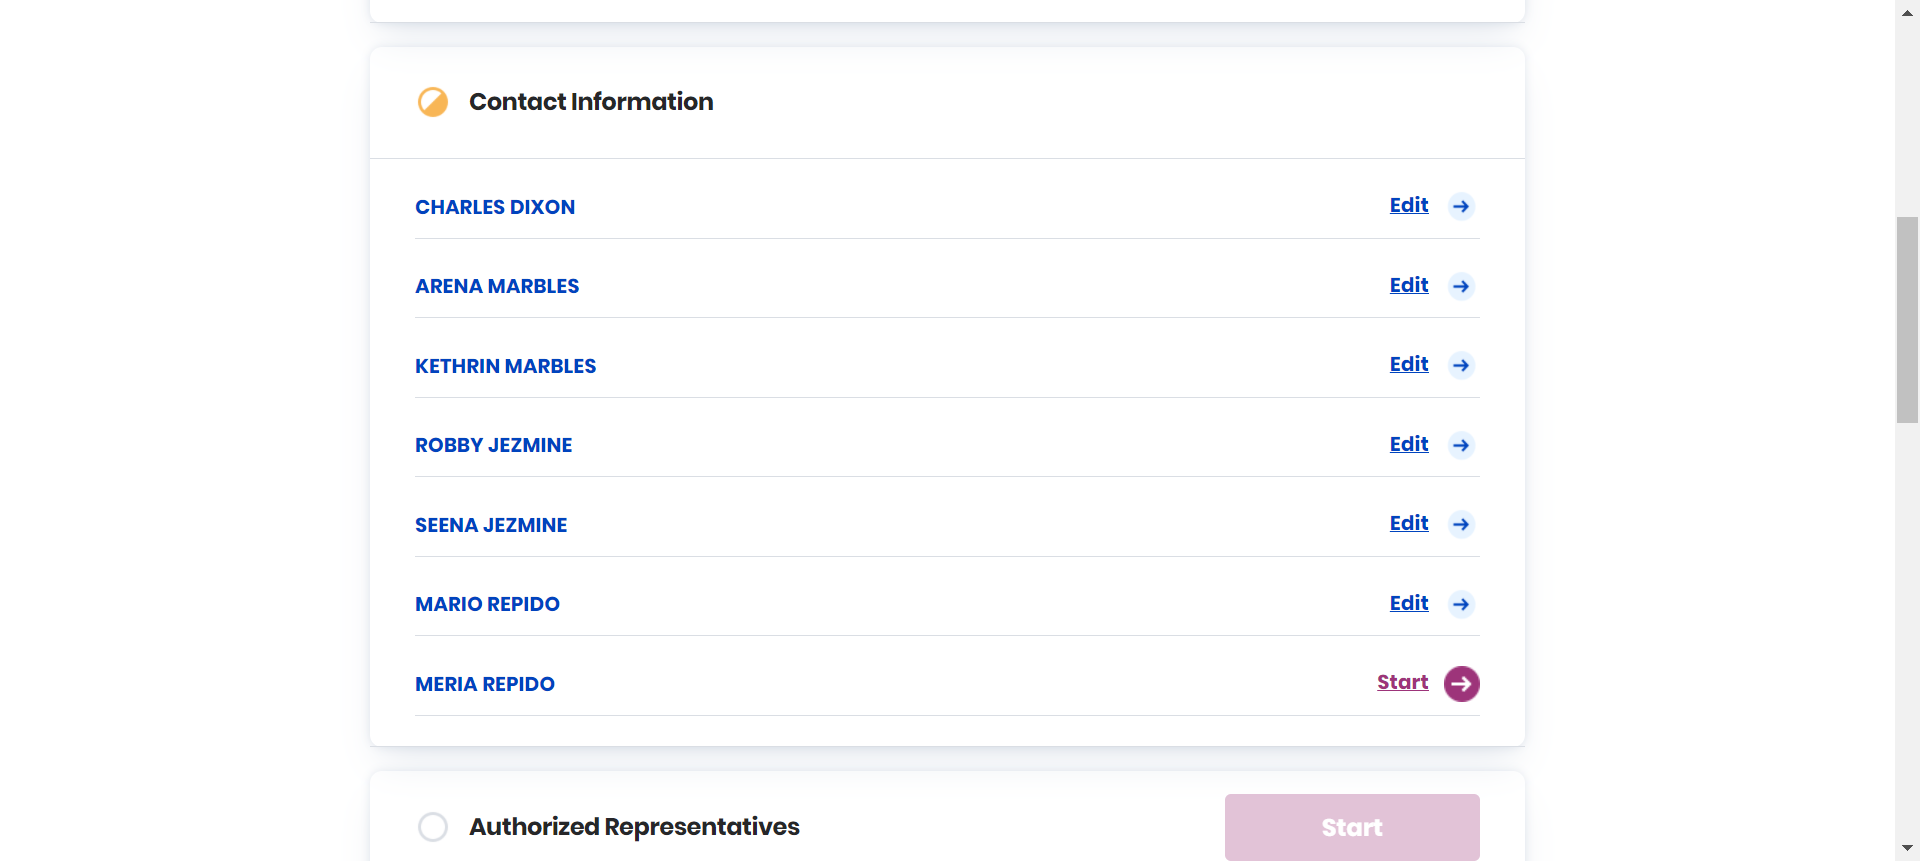 Contact Information
CHARLES DIXON Edit
ARENA MARBLES Edit
KETHRIN MARBLES Edit
ROBBY JEZMINE Edit
SEENA JEZMINE Edit
MARIO REPIDO Edit
MERIA REPIDO Start
Authorized Representatives Start